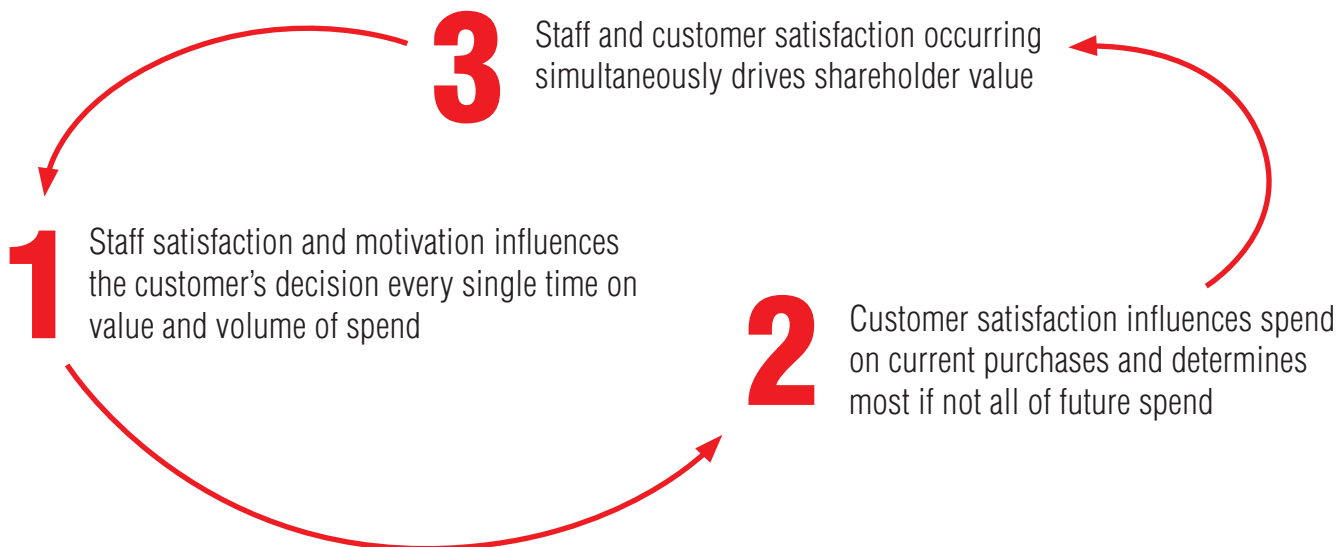 3
Staff and customer satisfaction occurring
simultaneously drives shareholder value
1
Staff satisfaction and motivation influences
the customer’s decision every single time on
value and volume of spend
2
Customer satisfaction influences spend
on current purchases and determines
most if not all of future spend